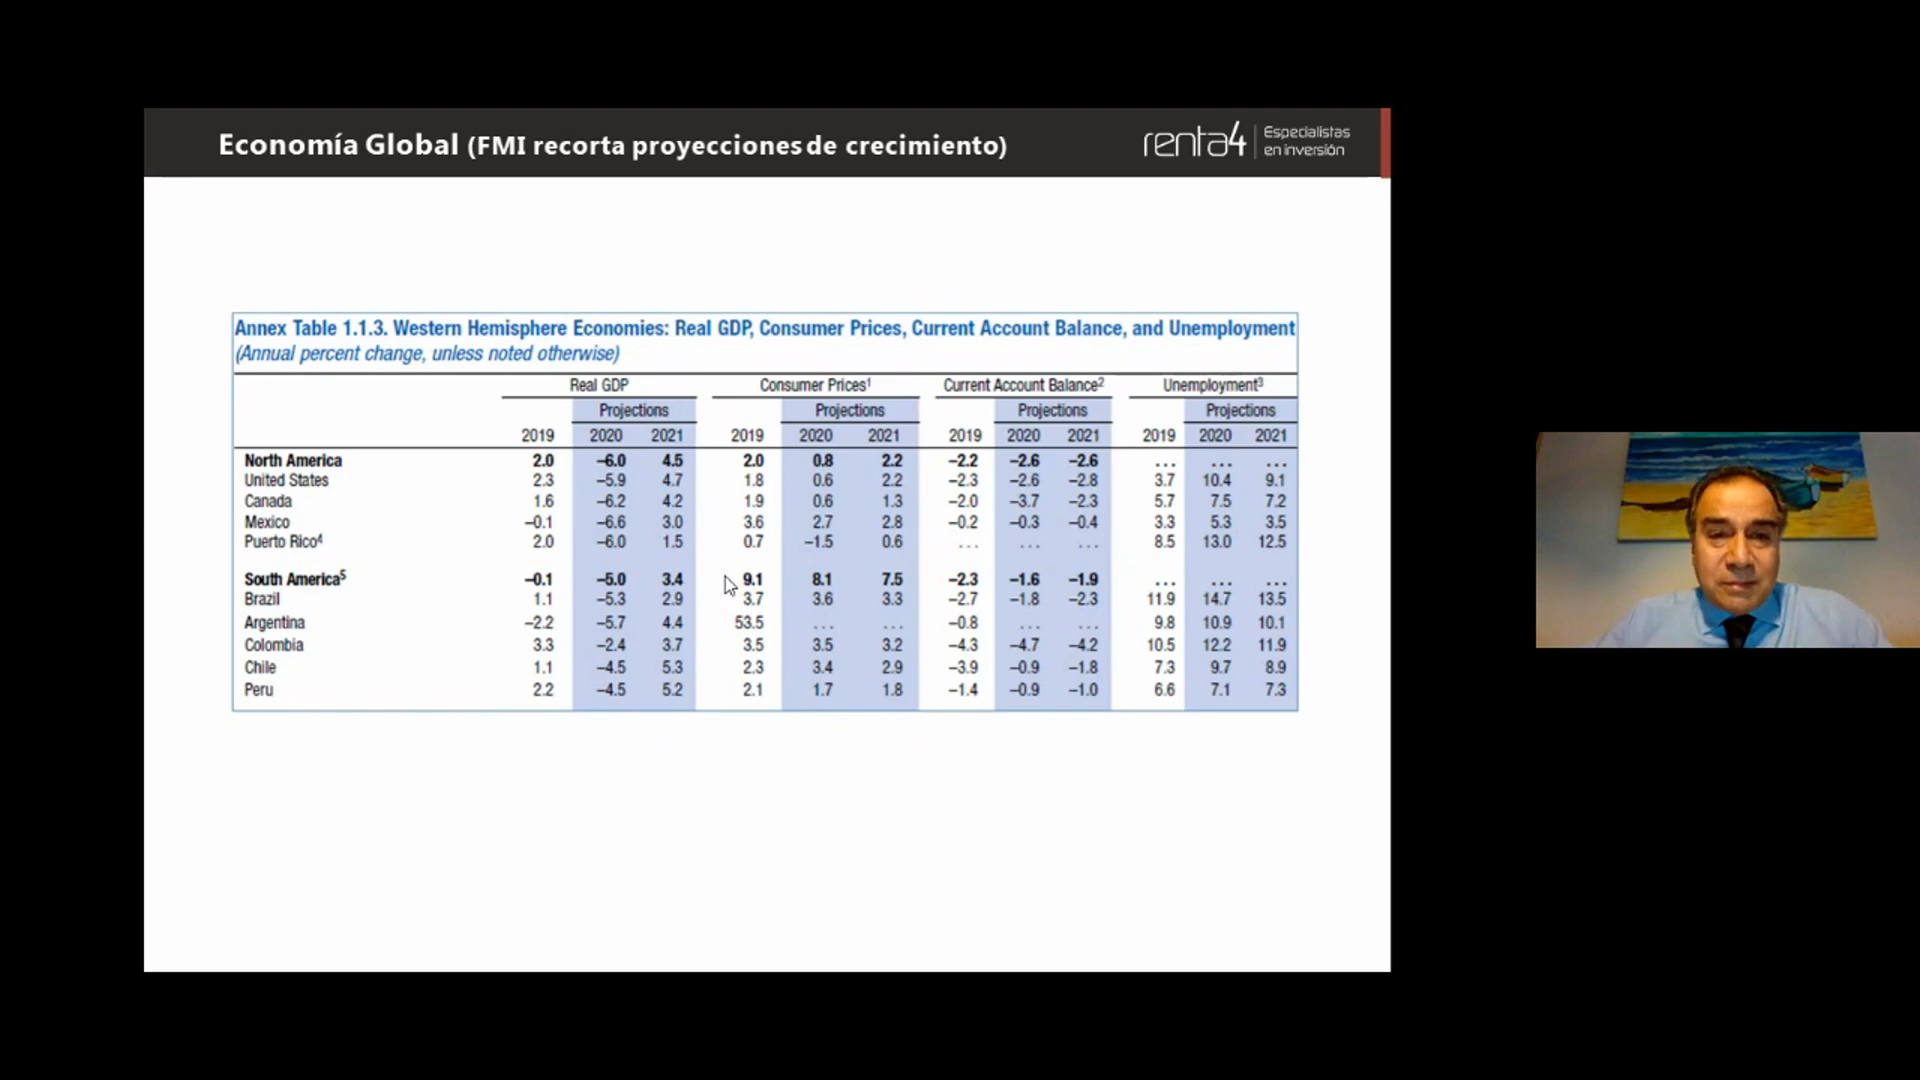 Economía Global (FMI recorta proyecciones de crecimiento)
renta4
Especialistas
en inversión
Annex Table 1.1.3. Western Hemisphere Economies: Real GDP, Consumer Prices, Current Account Balance, and Unemployment
(Annual percent change, unless noted otherwise)
Real GDP Consumer Prices¹ Current Account Balance² Unemployment³
Projections Projections Projections Projections
2019 2020 2021 2019 2020 2021 2019 2020 2021 2019 2020 2021
North America 2.0 –6.0 4.5 2.0 0.8 2.2 –2.2 –2.6 –2.6 ... ... ...
United States 2.3 –5.9 4.7 1.8 0.6 2.2 –2.3 –2.6 –2.8 3.7 10.4 9.1
Canada 1.6 –6.2 4.2 1.9 0.6 1.3 –2.0 –3.7 –2.3 5.7 7.5 7.2
Mexico –0.1 –6.6 3.0 3.6 2.7 2.8 –0.2 –0.3 –0.4 3.3 5.3 3.5
Puerto Rico⁴ 2.0 –6.0 1.5 0.7 –1.5 0.6 ... ... ... 8.5 13.0 12.5
South America⁵ –0.1 –5.0 3.4 9.1 8.1 7.5 –2.3 –1.6 –1.9 ... ... ...
Brazil 1.1 –5.3 2.9 3.7 3.6 3.3 –2.7 –1.8 –2.3 11.9 14.7 13.5
Argentina –2.2 –5.7 4.4 53.5 ... ... –0.8 ... ... 9.8 10.9 10.1
Colombia 3.3 –2.4 3.7 3.5 3.5 3.2 –4.3 –4.7 –4.2 10.5 12.2 11.9
Chile 1.1 –4.5 5.3 2.3 3.4 2.9 –3.9 –0.9 –1.8 7.3 9.7 8.9
Peru 2.2 –4.5 5.2 2.1 1.7 1.8 –1.4 –0.9 –1.0 6.6 7.1 7.3